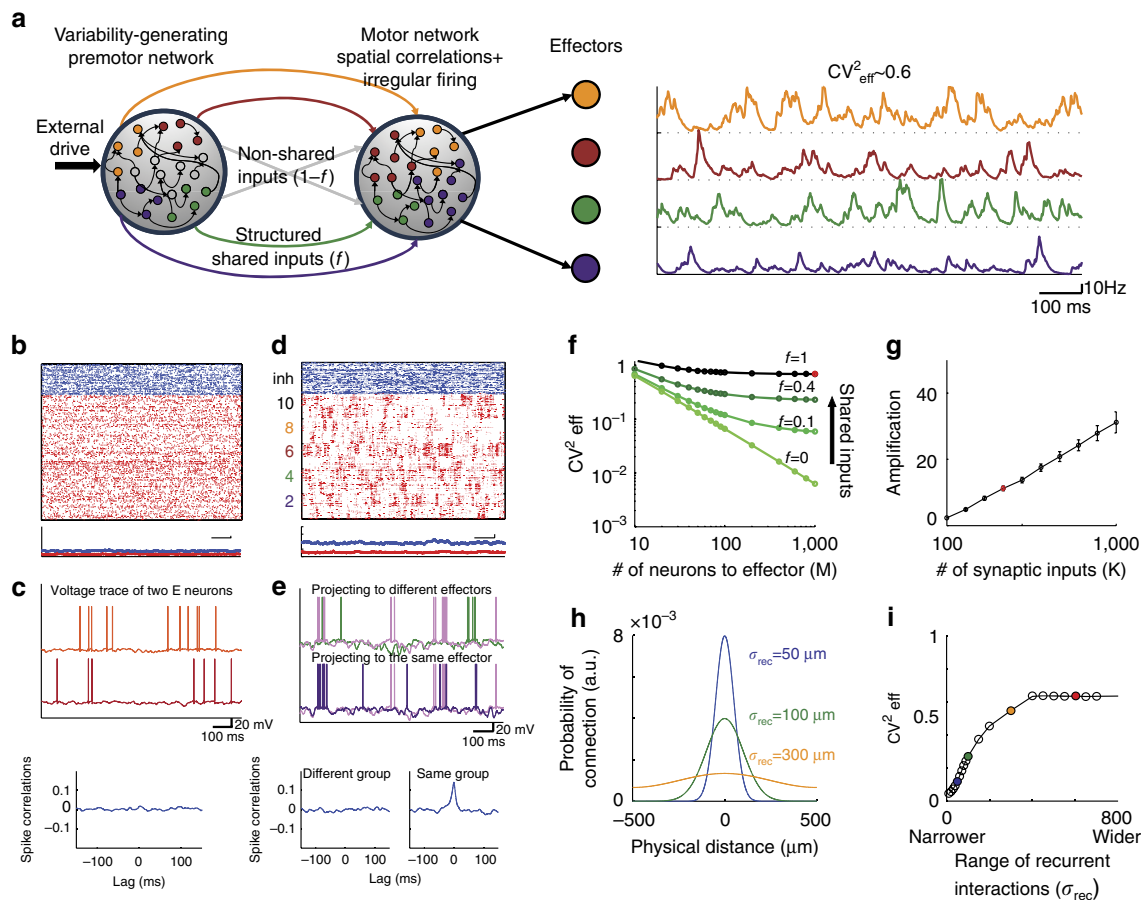 a
Variability-generating
premotor network
Motor network
spatial correlations+
irregular firing
Effectors
CV²eff~0.6
External
drive
Non-shared
inputs (1–f)
Structured
shared inputs (f)
10Hz
100 ms
b
d
inh
10
8
6
4
2
f
CV² eff
1
10⁻¹
10⁻²
10⁻³
f=1
f=0.4
f=0.1
f=0
Shared inputs
10
100
1,000
# of neurons to effector (M)
g
Amplification
40
20
0
100
1,000
# of synaptic inputs (K)
c
Voltage trace of two E neurons
20 mV
100 ms
Spike correlations
0.1
0
–0.1
–100
0
100
Lag (ms)
e
Projecting to different effectors
Projecting to the same effector
20 mV
100 ms
Different group
Same group
Spike correlations
0.1
0
–0.1
–100
0
100
–100
0
100
Lag (ms)
h
×10⁻³
Probability of
connection (a.u.)
8
4
0
σrec=50 µm
σrec=100 µm
σrec=300 µm
–500
0
500
Physical distance (µm)
i
CV² eff
1
0.5
0
0
800
Narrower
Wider
Range of recurrent
interactions (σrec)